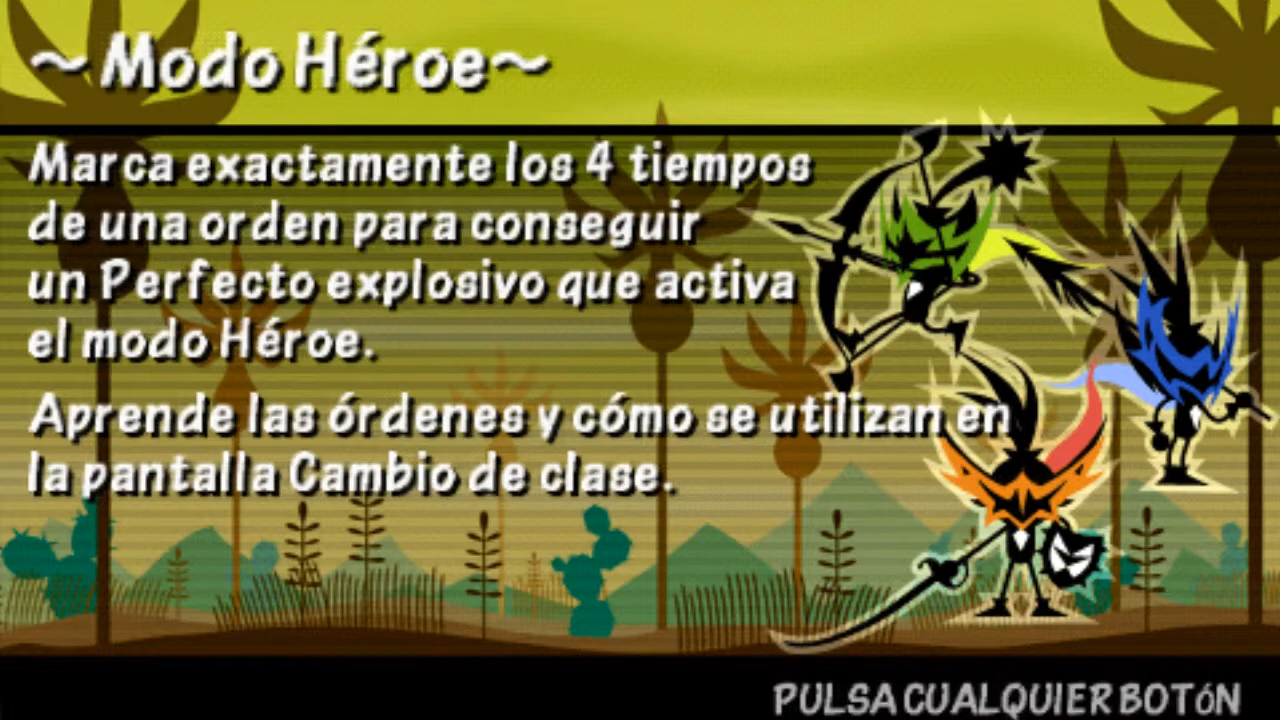 ~Modo Héroe~
Marca exactamente los 4 tiempos
de una orden para conseguir
un Perfecto explosivo que activa
el modo Héroe.
Aprende las órdenes y cómo se utilizan en
la pantalla Cambio de clase.
PULSA CUALQUIER BOTÓN